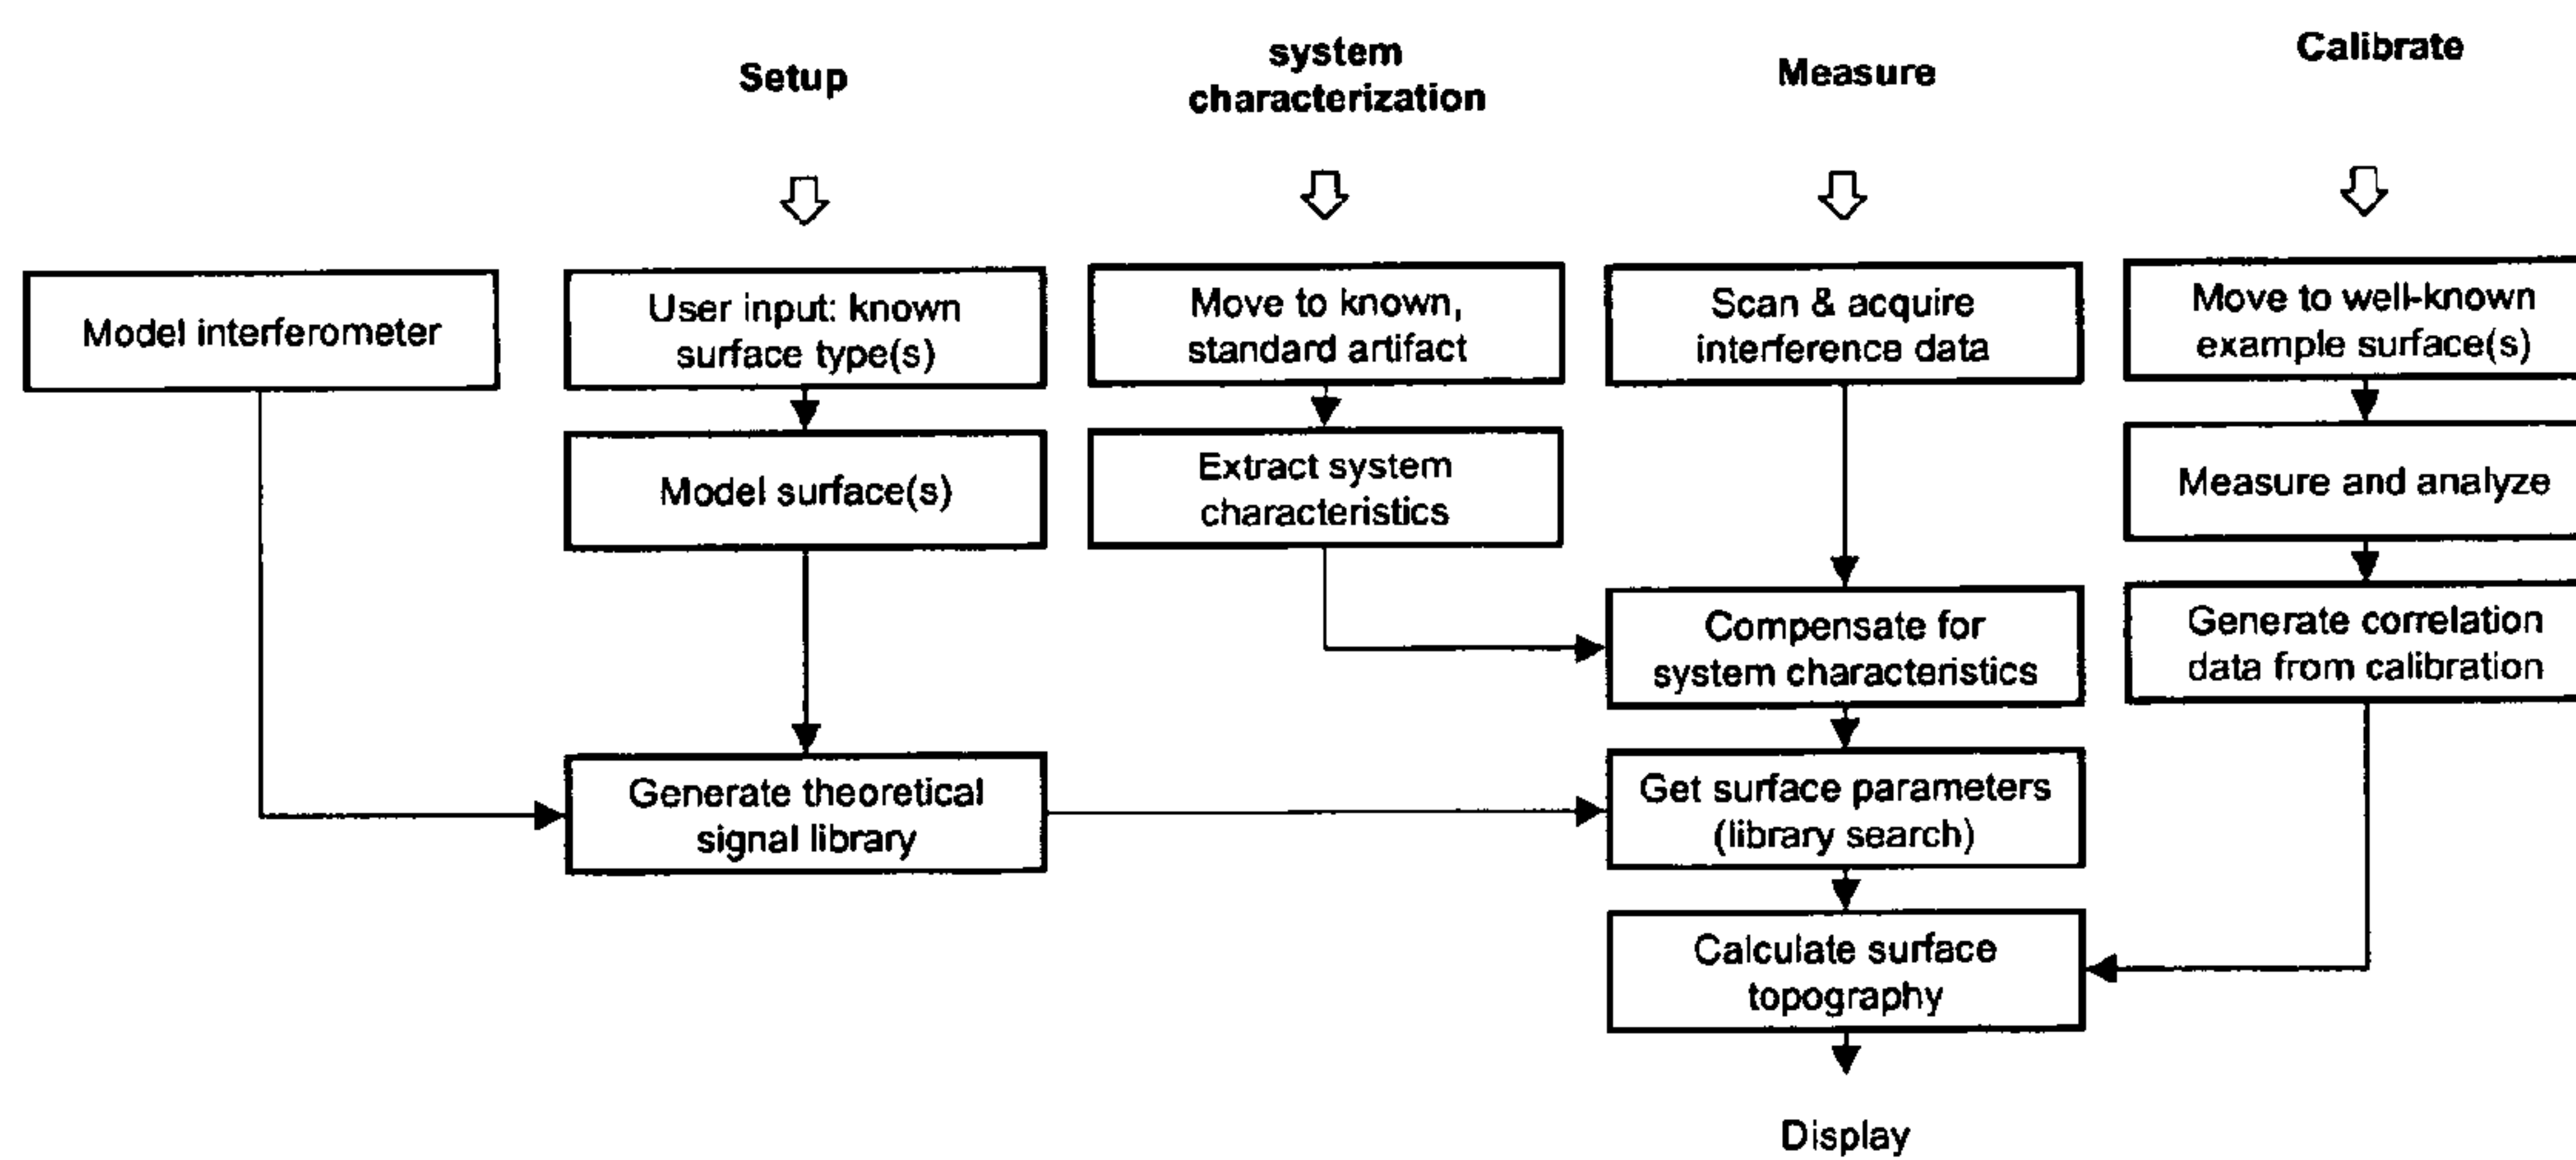 Setup
system
characterization
Measure
Calibrate
Model interferometer
User input: known
surface type(s)
Move to known,
standard artifact
Scan & acquire
interference data
Move to well-known
example surface(s)
Model surface(s)
Extract system
characteristics
Measure and analyze
Compensate for
system characteristics
Generate correlation
data from calibration
Generate theoretical
signal library
Get surface parameters
(library search)
Calculate surface
topography
Display